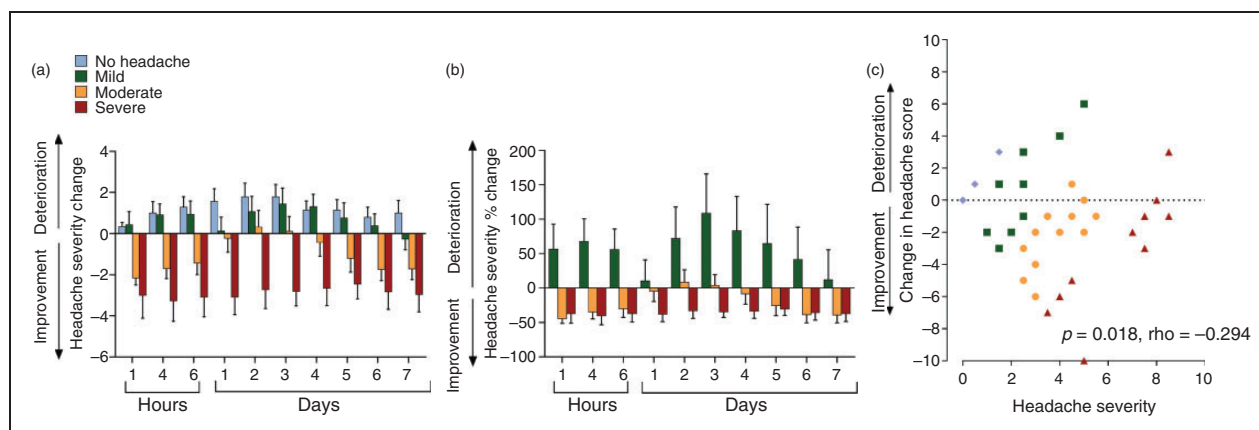 (a)
No headache
Mild
Moderate
Severe
Deterioration
Improvement
Headache severity change
4
2
0
−2
−4
−6
1 4 6 1 2 3 4 5 6 7
Hours Days
(b)
Deterioration
Improvement
Headache severity % change
200
150
100
50
0
−50
−100
1 4 6 1 2 3 4 5 6 7
Hours Days
(c)
Deterioration
Improvement
Change in headache score
10
8
6
4
2
0
−2
−4
−6
−8
−10
p = 0.018, rho = −0.294
0 2 4 6 8 10
Headache severity